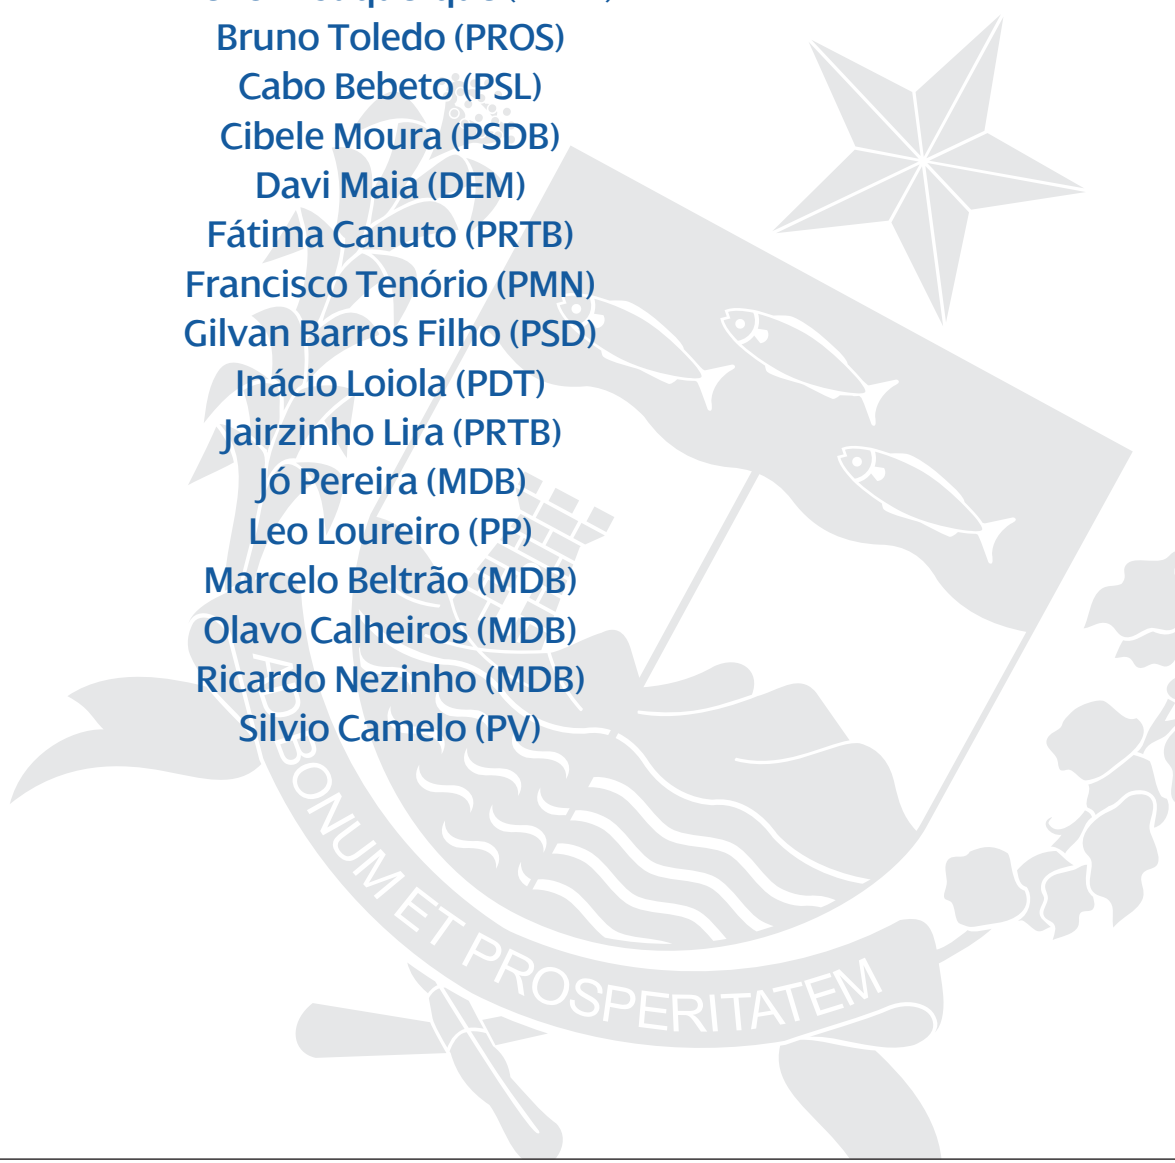 Bruno Toledo (PROS)
Cabo Bebeto (PSL)
Cibele Moura (PSDB)
Davi Maia (DEM)
Fátima Canuto (PRTB)
Francisco Tenório (PMN)
Gilvan Barros Filho (PSD)
Inácio Loiola (PDT)
Jairzinho Lira (PRTB)
Jó Pereira (MDB)
Leo Loureiro (PP)
Marcelo Beltrão (MDB)
Olavo Calheiros (MDB)
Ricardo Nezinho (MDB)
Silvio Camelo (PV)
AD BONUM ET PROSPERITATEM